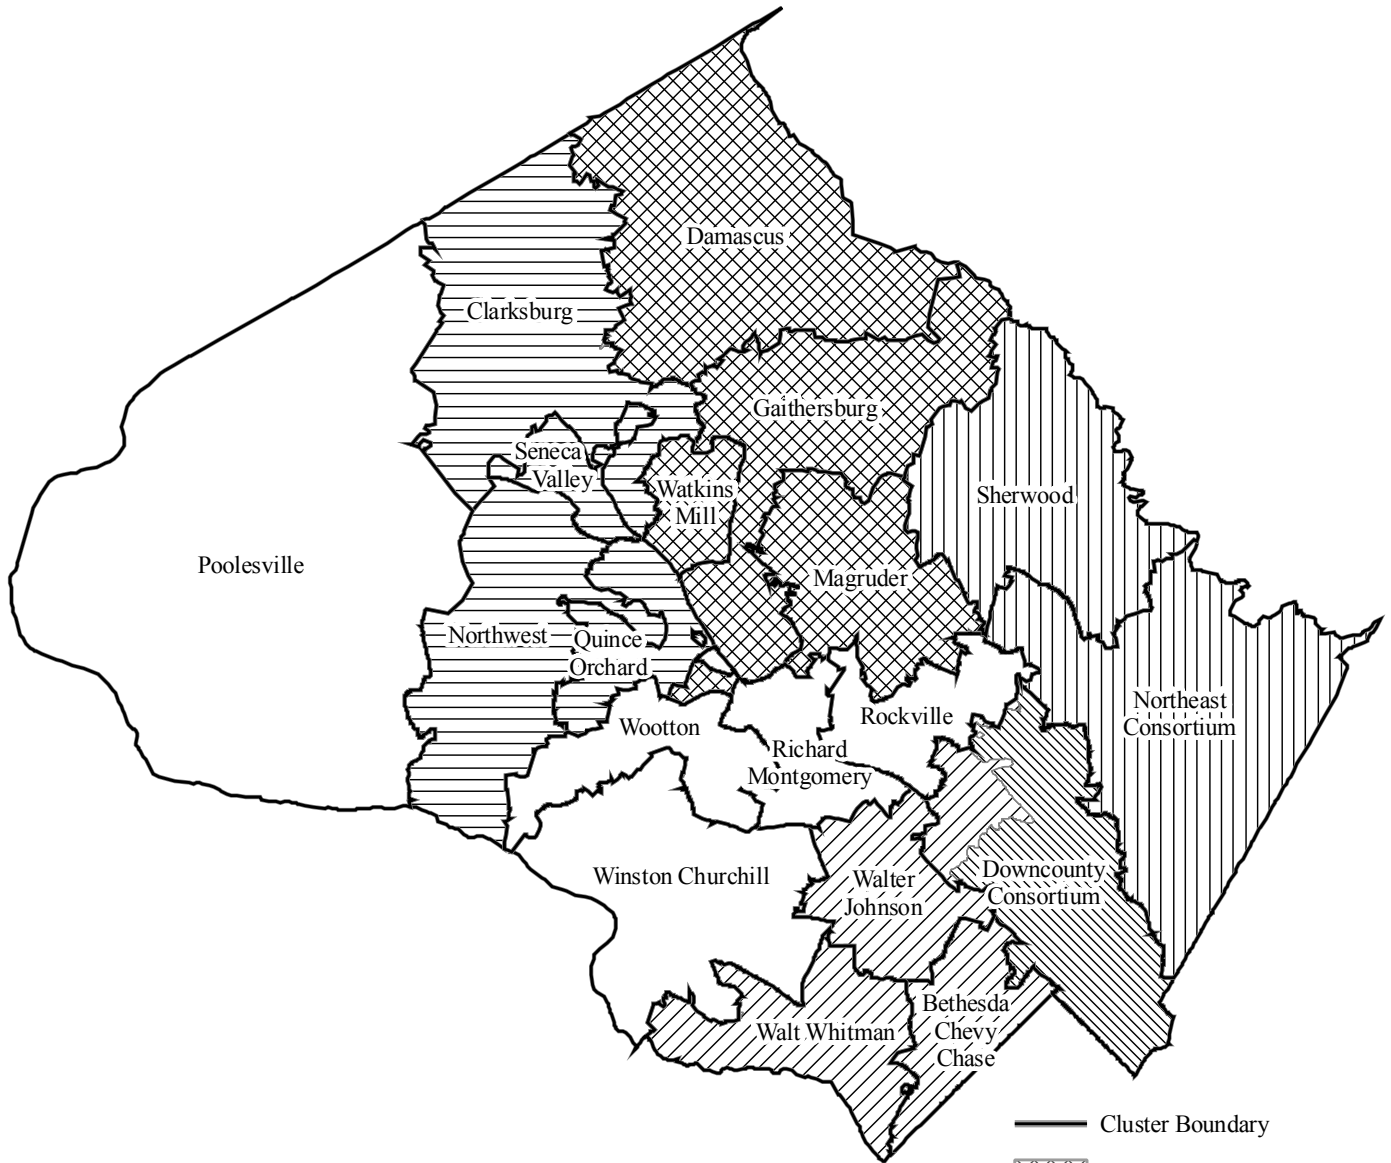 Damascus
Clarksburg
Gaithersburg
Seneca
Valley
Watkins
Mill
Sherwood
Poolesville
Magruder
Northwest
Quince
Orchard
Northeast
Consortium
Wootton
Rockville
Richard
Montgomery
Winston Churchill
Walter
Johnson
Downcounty
Consortium
Walt Whitman
Bethesda
Chevy
Chase
Cluster Boundary